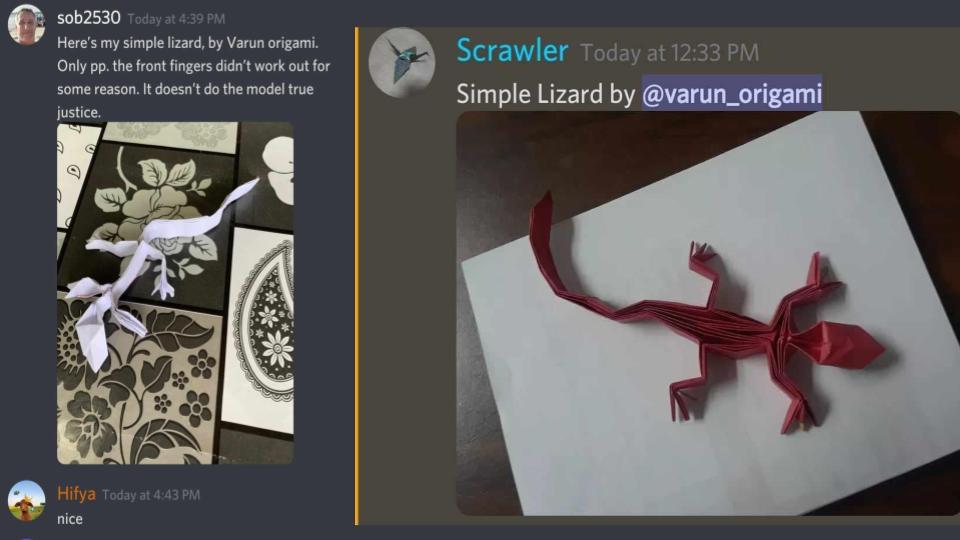 sob2530 Today at 4:39 PM
Here's my simple lizard, by Varun origami.
Only pp. the front fingers didn't work out for
some reason. It doesn't do the model true
justice.
Hifya Today at 4:43 PM
nice
Scrawler Today at 12:33 PM
Simple Lizard by @varun_origami